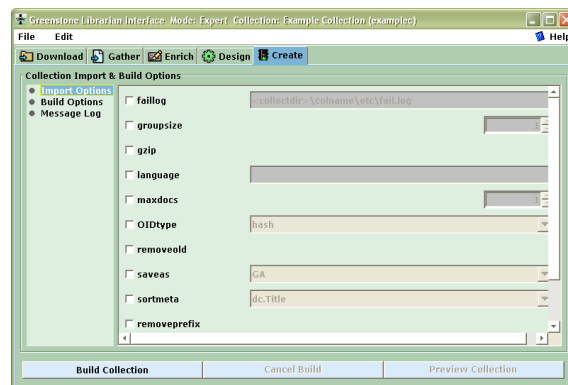 Greenstone Librarian Interface Mode: Expert Collection: Example Collection (examplec)
File Edit Help
Download Gather Enrich Design Create
Collection Import & Build Options
Import Options
Build Options
Message Log
faillog <collectdir>\colname\etc\fail.log
groupsize 1
gzip
language
maxdocs 1
OIDtype hash
removeold
saveas GA
sortmeta dc.Title
removeprefix
Build Collection Cancel Build Preview Collection